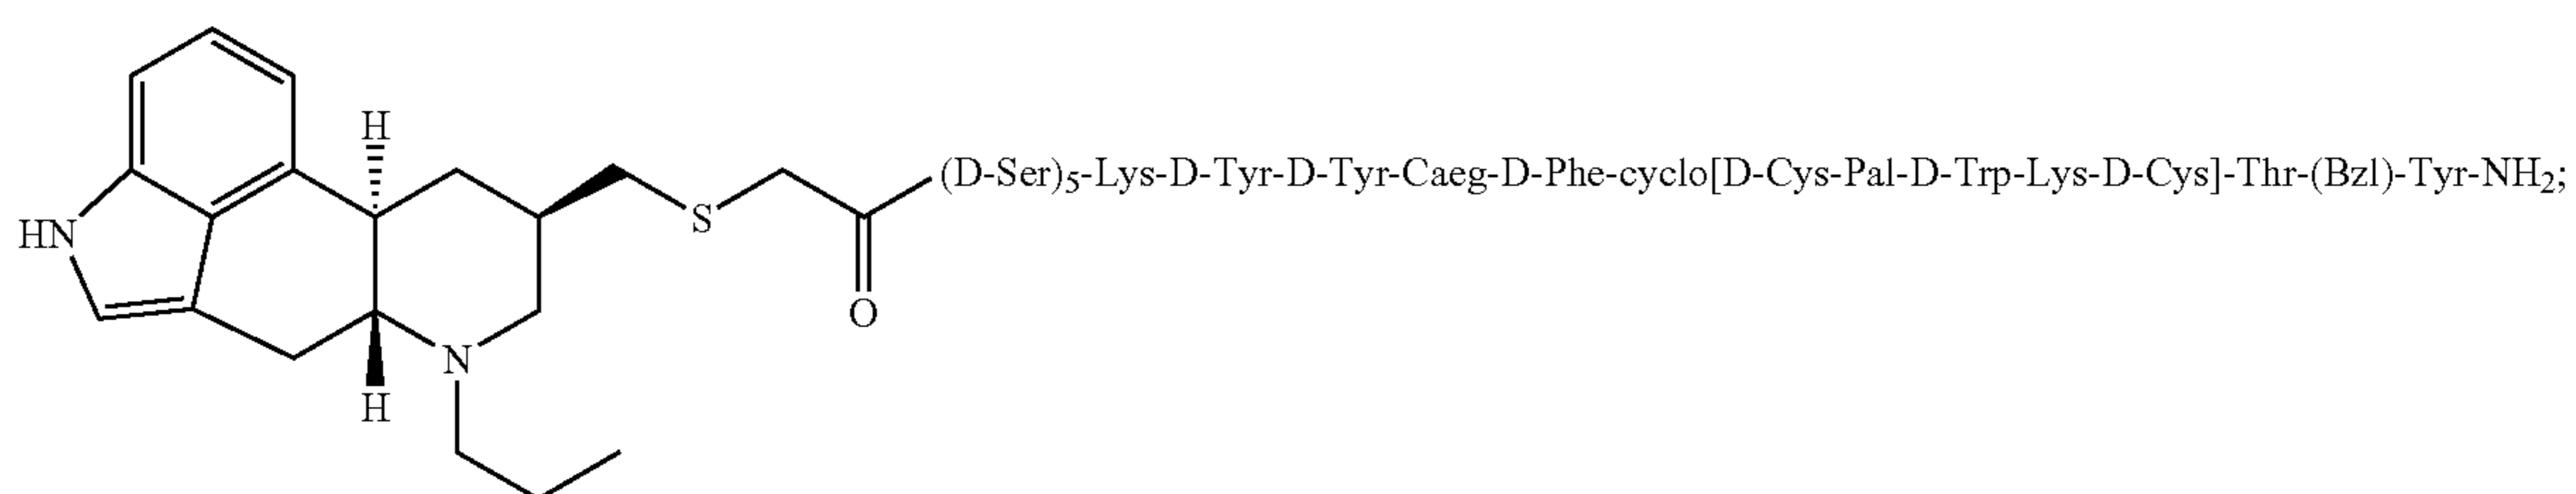 H
HN
S
(D-Ser)5-Lys-D-Tyr-D-Tyr-Caeg-D-Phe-cyclo[D-Cys-Pal-D-Trp-Lys-D-Cys]-Thr-(Bzl)-Tyr-NH2;
O
N
H